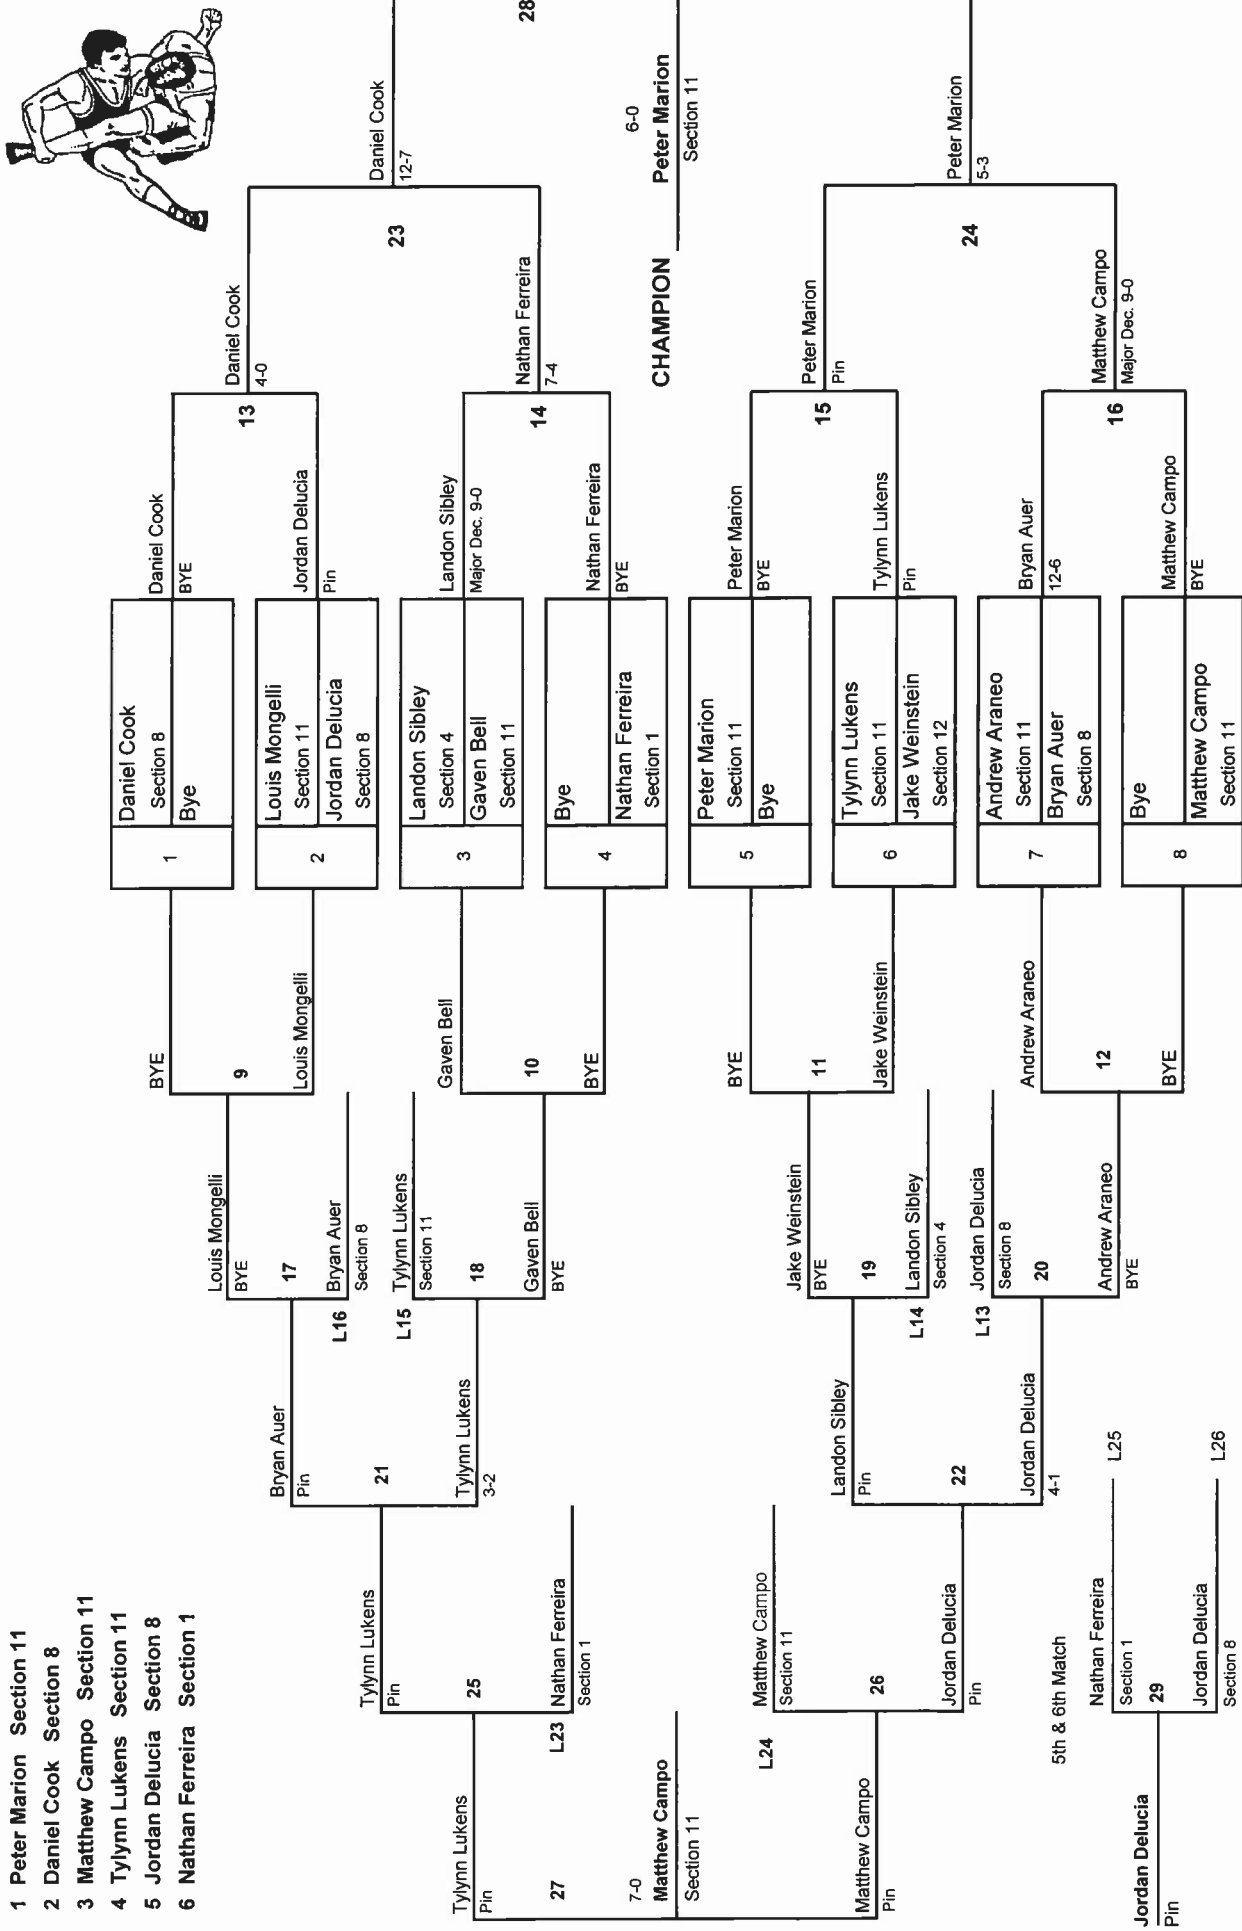 1 Peter Marion Section 11
2 Daniel Cook Section 8
3 Matthew Campo Section 11
4 Tylynn Lukens Section 11
5 Jordan Delucia Section 8
6 Nathan Ferreira Section 1
Tylynn Lukens
Pin
27
7-0
Matthew Campo
Section 11
Matthew Campo
Pin
Tylynn Lukens
Pin
25
L23
Nathan Ferreira
Section 1
L24
Matthew Campo
Section 11
26
Jordan Delucia
Pin
5th & 6th Match
Nathan Ferreira
L25
Section 1
29
Jordan Delucia
L26
Section 8
Jordan Delucia
Pin
Bryan Auer
Pin
21
Tylynn Lukens
3-2
Landon Sibley
Pin
22
Jordan Delucia
4-1
Louis Mongelli
BYE
17
L16
Bryan Auer
Section 8
L15
Tylynn Lukens
Section 11
18
Gaven Bell
BYE
Jake Weinstein
BYE
19
L14
Landon Sibley
Section 4
L13
Jordan Delucia
Section 8
20
Andrew Araneo
BYE
BYE
9
Louis Mongelli
Gaven Bell
10
BYE
BYE
11
Jake Weinstein
Andrew Araneo
12
BYE
1
Daniel Cook
Section 8
Bye
2
Louis Mongelli
Section 11
Jordan Delucia
Section 8
3
Landon Sibley
Section 4
Gaven Bell
Section 11
4
Bye
Nathan Ferreira
Section 1
5
Peter Marion
Section 11
Bye
6
Tylynn Lukens
Section 11
Jake Weinstein
Section 12
7
Andrew Araneo
Section 11
Bryan Auer
Section 8
8
Bye
Matthew Campo
Section 11
Daniel Cook
BYE
13
Jordan Delucia
Pin
Landon Sibley
Major Dec. 9-0
14
Nathan Ferreira
BYE
Peter Marion
BYE
15
Tylynn Lukens
Pin
Bryan Auer
12-6
16
Matthew Campo
BYE
Daniel Cook
4-0
23
Nathan Ferreira
7-4
Peter Marion
Pin
24
Matthew Campo
Major Dec. 9-0
Daniel Cook
12-7
28
6-0
CHAMPION Peter Marion
Section 11
Peter Marion
5-3